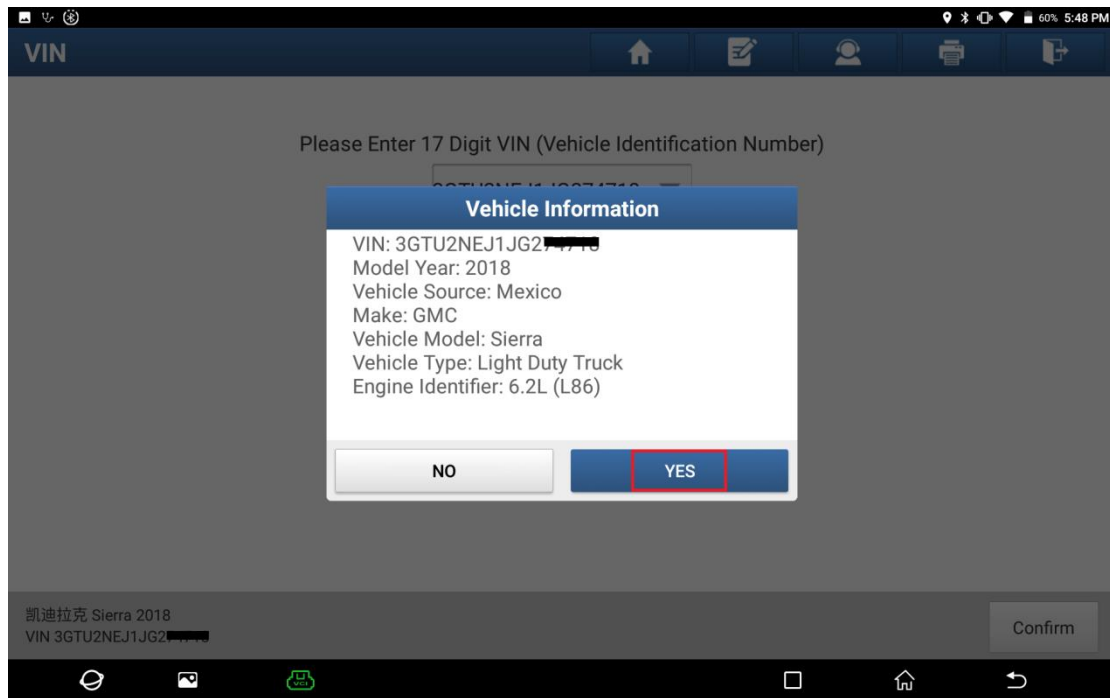 60% 5:48 PM
VIN
Please Enter 17 Digit VIN (Vehicle Identification Number)
Vehicle Information
VIN: 3GTU2NEJ1JG2
Model Year: 2018
Vehicle Source: Mexico
Make: GMC
Vehicle Model: Sierra
Vehicle Type: Light Duty Truck
Engine Identifier: 6.2L (L86)
NO
YES
凯迪拉克 Sierra 2018
VIN 3GTU2NEJ1JG2
Confirm
VCI